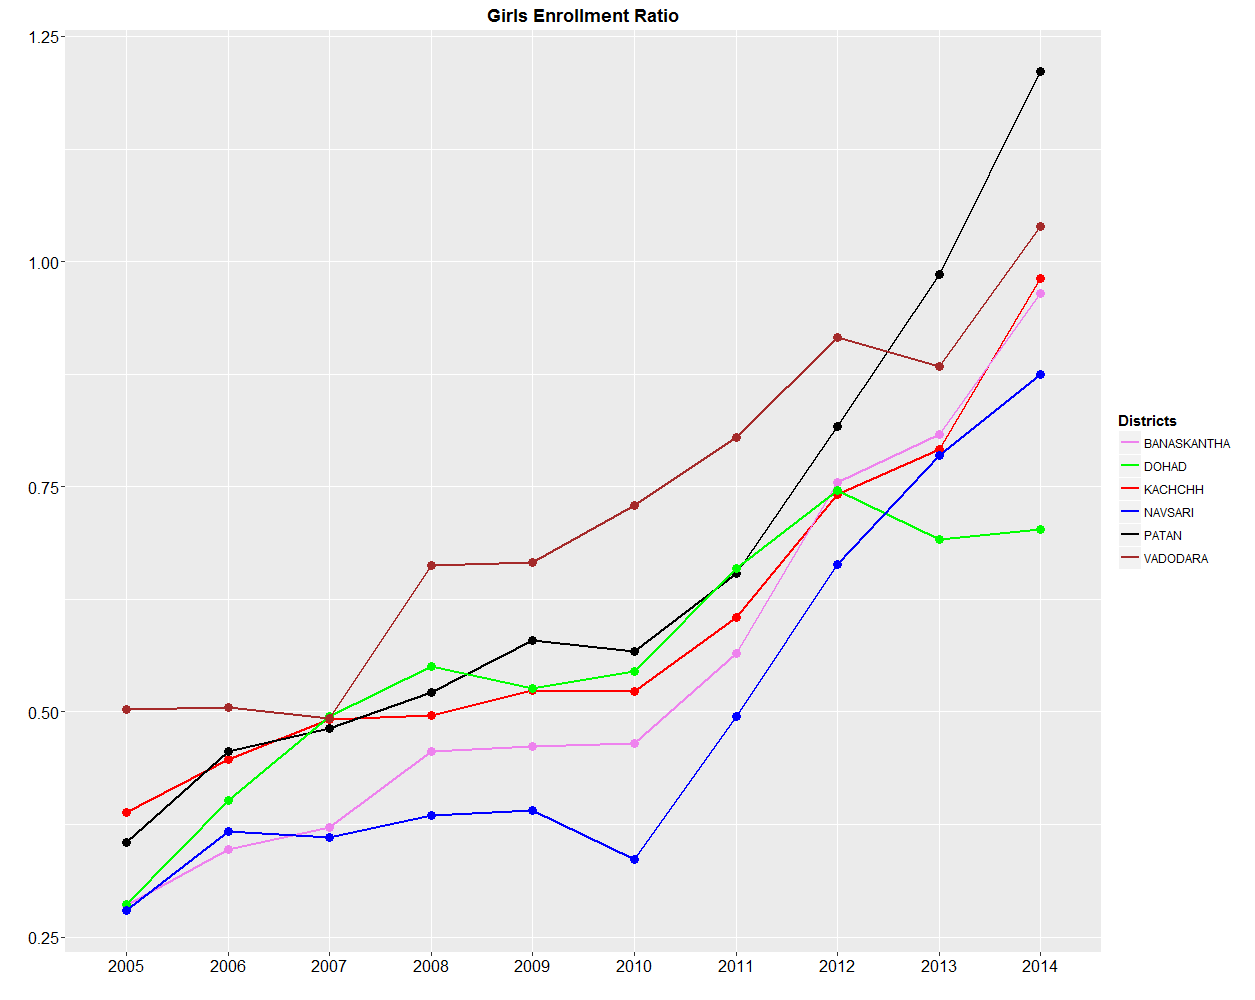 Girls Enrollment Ratio
1.25
1.00
0.75
0.50
0.25
2005 2006 2007 2008 2009 2010 2011 2012 2013 2014
Districts
BANASKANTHA
DOHAD
KACHCHH
NAVSARI
PATAN
VADODARA